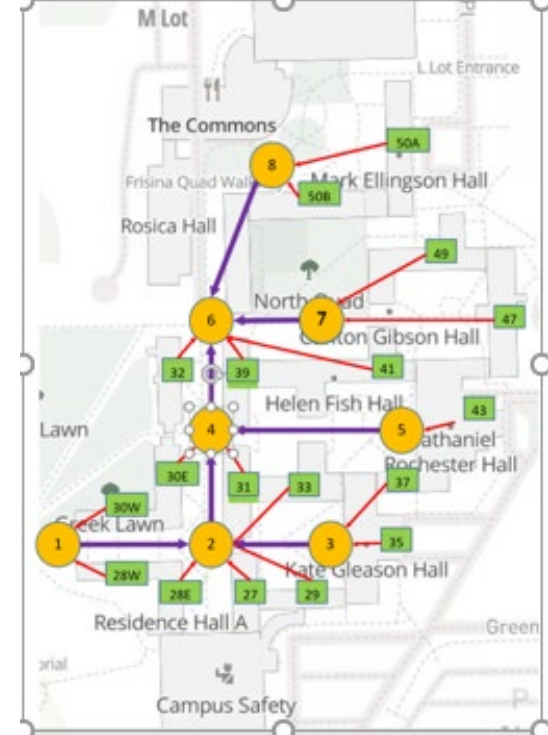 M Lot
L Lot Entrance
The Commons
50A
8
Frisina Quad Walk
50B
Mark Ellingson Hall
Rosica Hall
49
North Quad
6
7
47
Gibson Hall
32
39
41
Helen Fish Hall
43
Lawn
4
5
athaniel
Rochester Hall
30E
31
33
37
30W
Greek Lawn
1
2
3
35
28W
Kate Gleason Hall
28E
27
29
Residence Hall A
Green
orial
P
Campus Safety